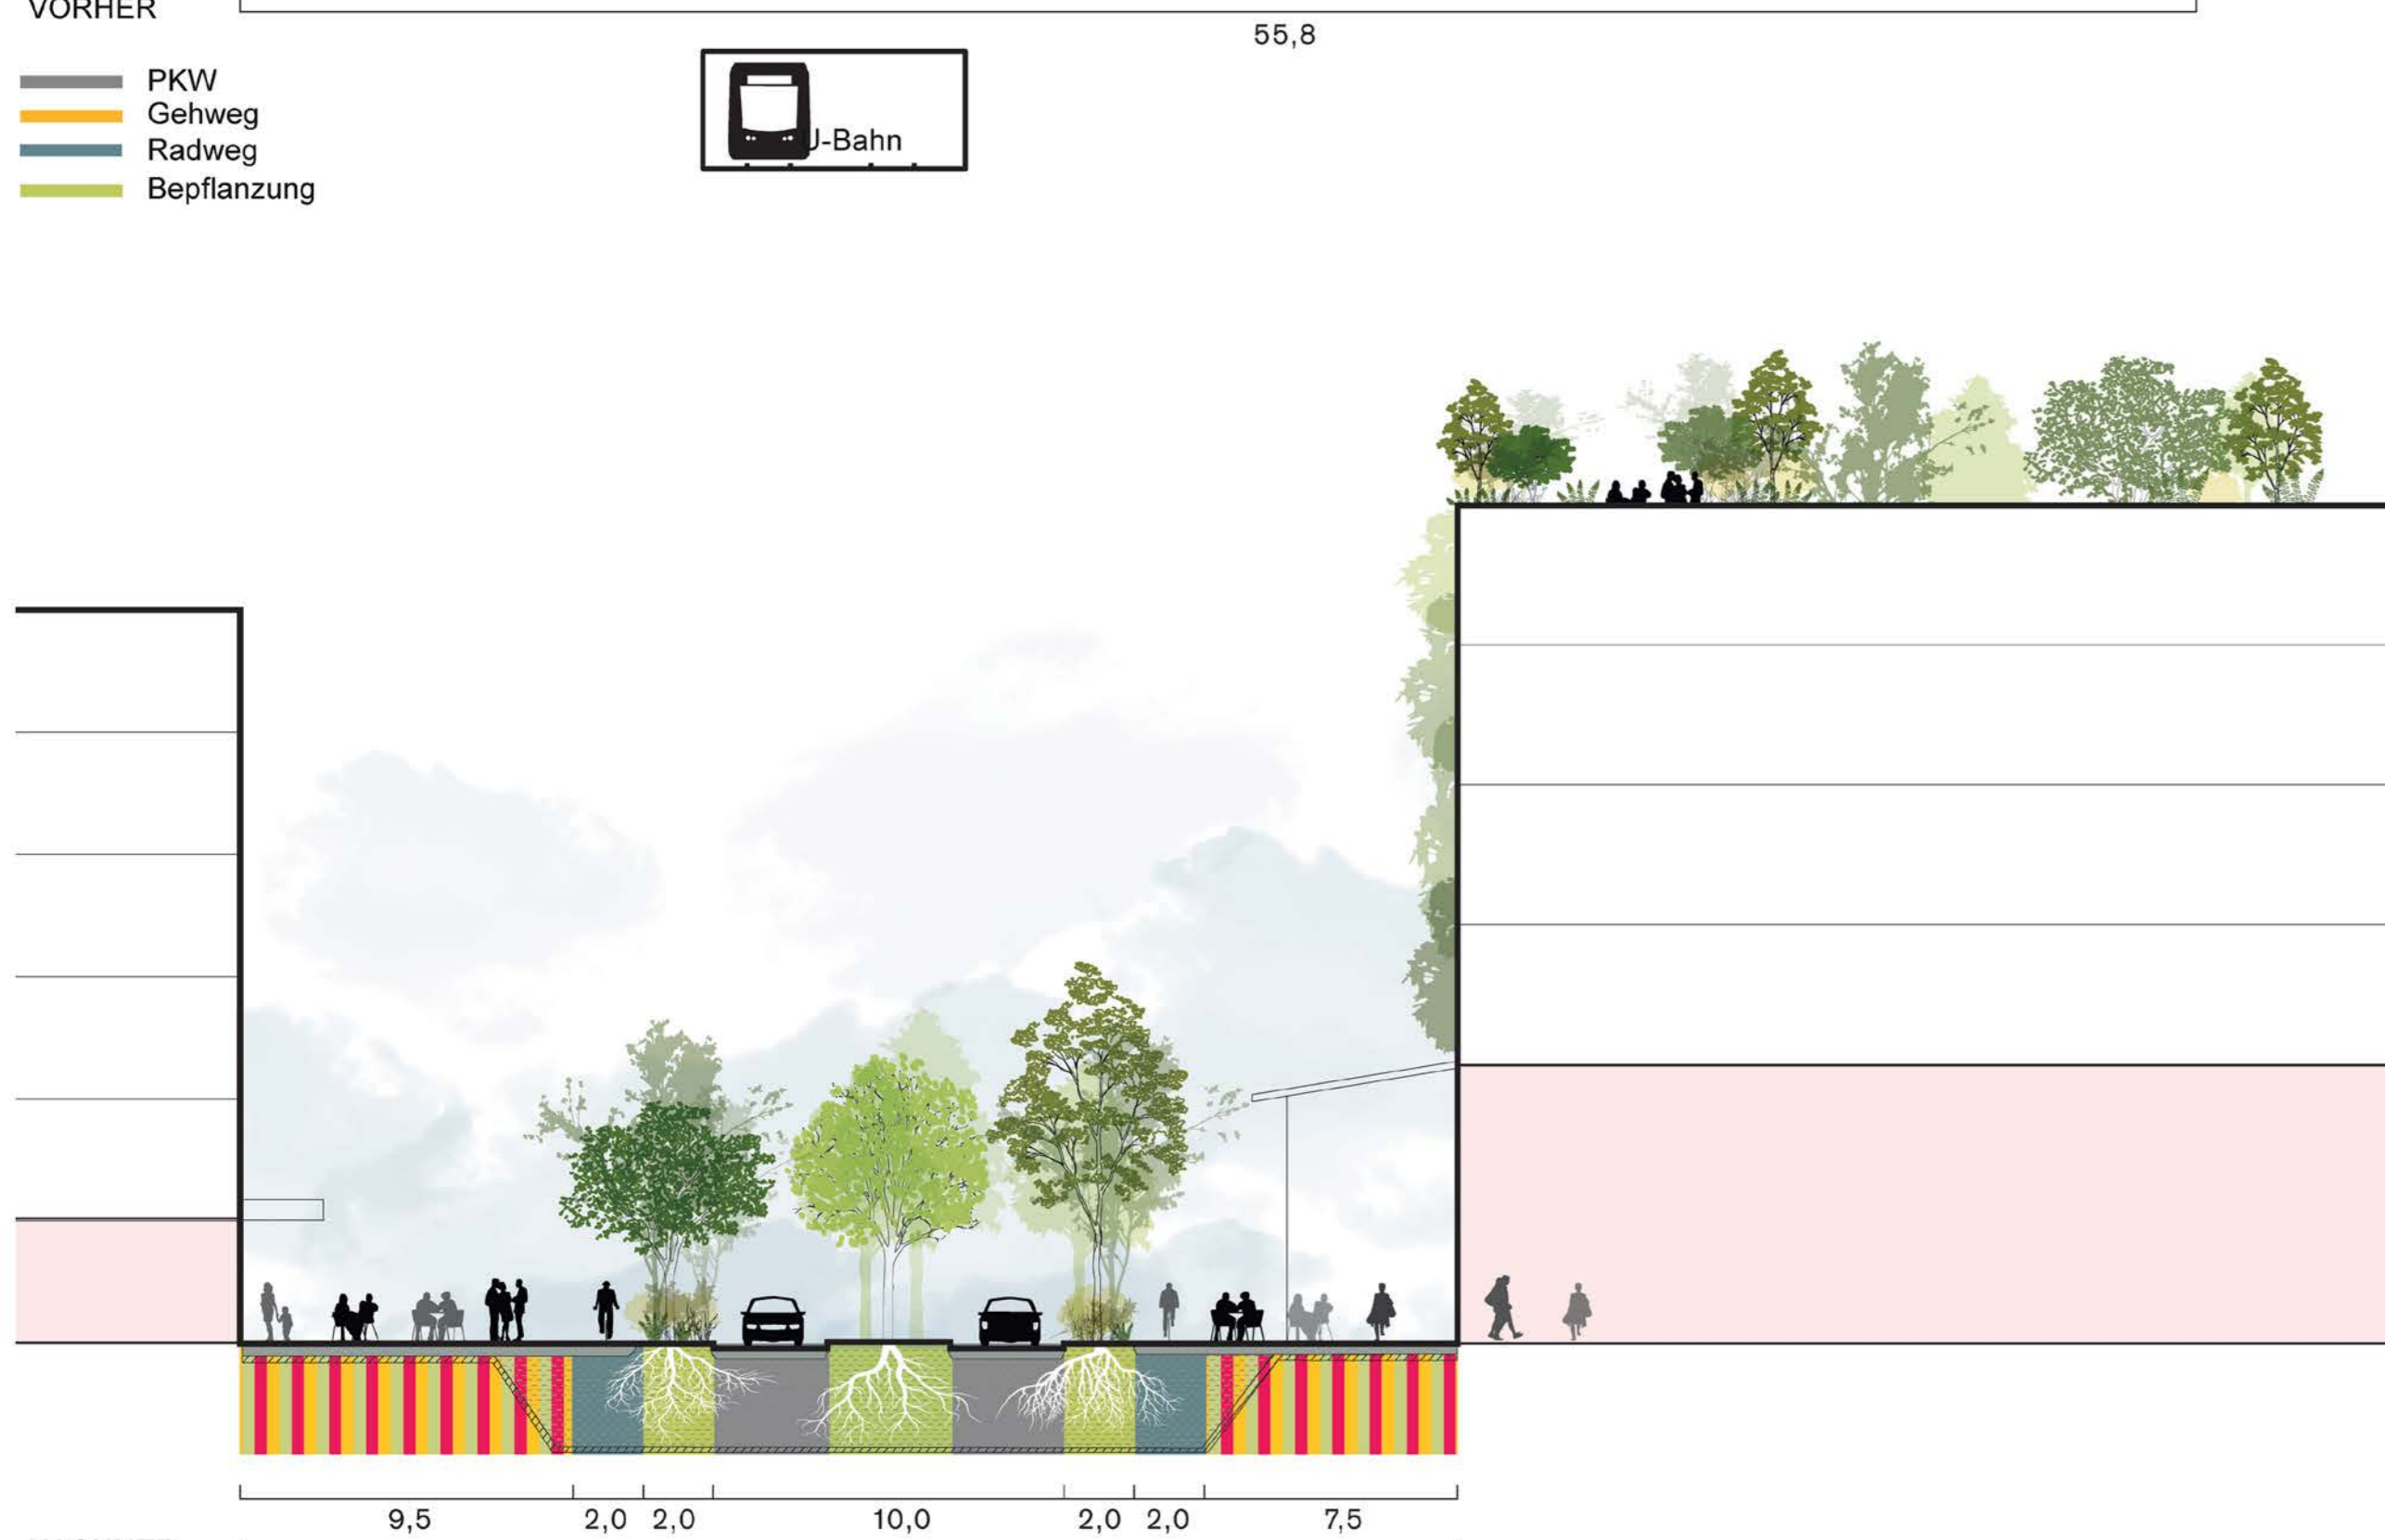 VORHER
55,8
PKW
Gehweg
Radweg
Bepflanzung
U-Bahn
9,5 2,0 2,0 10,0 2,0 2,0 7,5